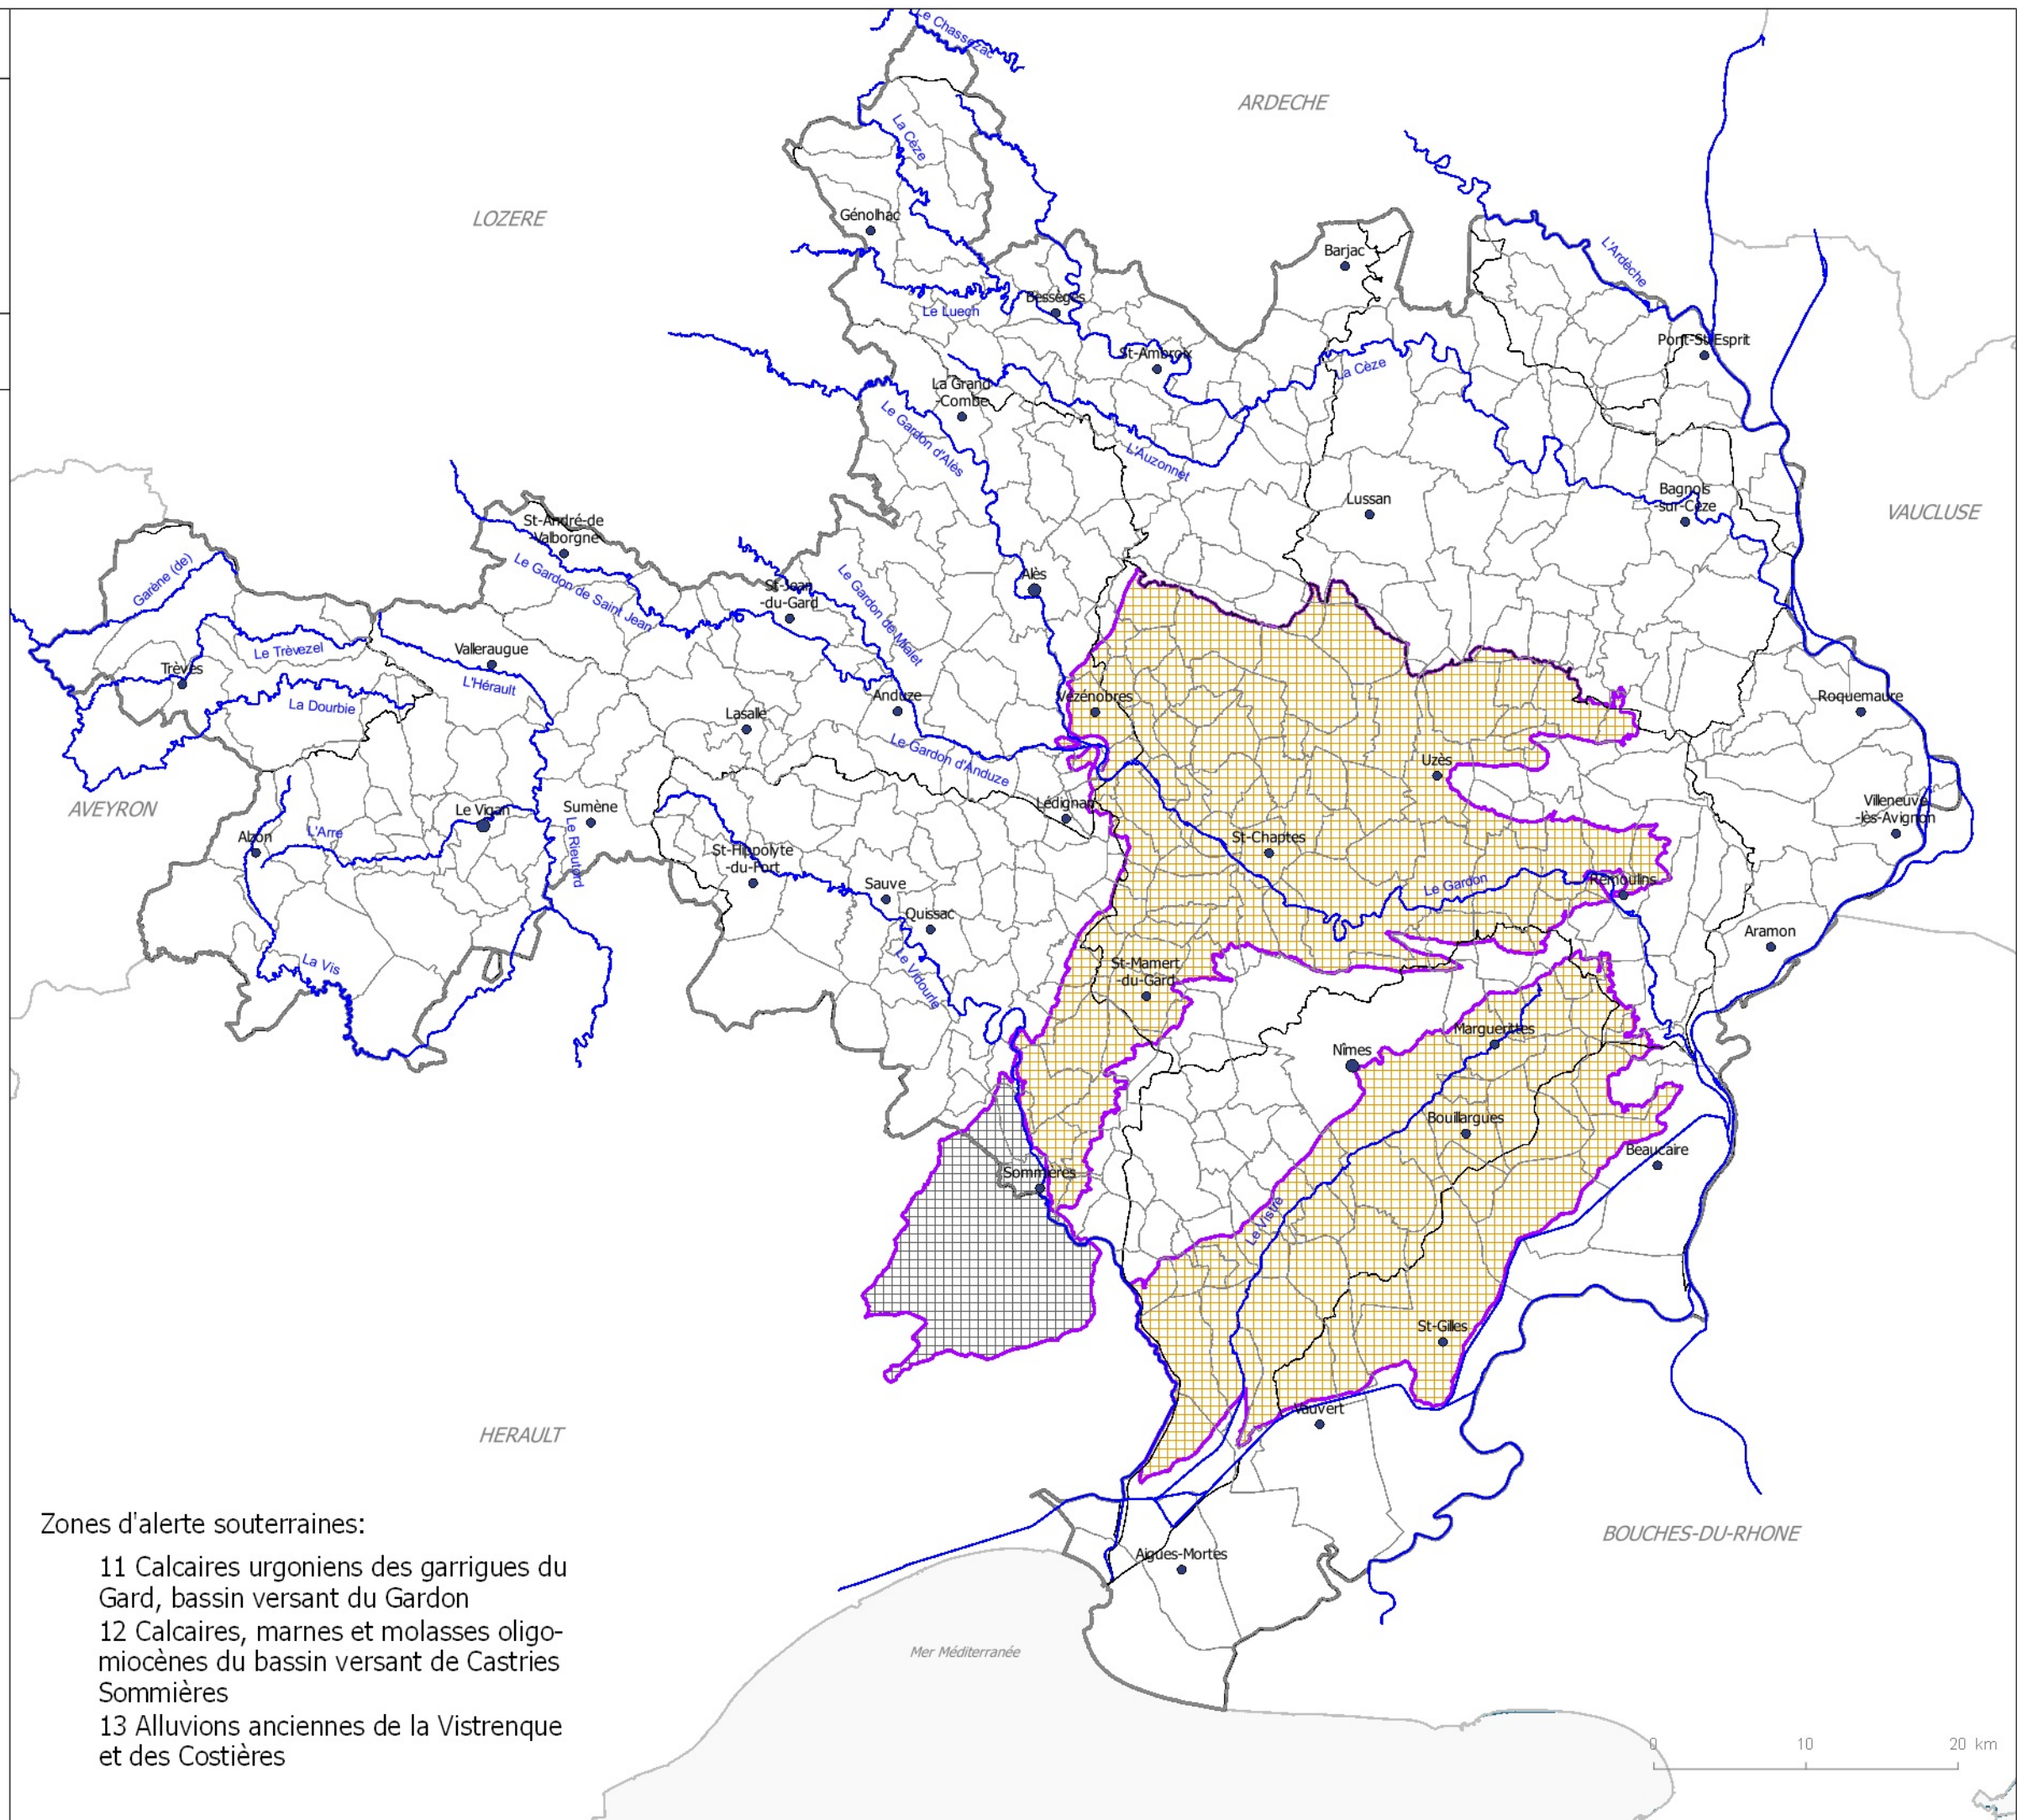 Le Chassezac
ARDECHE
La Cèze
LOZERE
Génolhac
Barjac
L'Ardèche
Bessèges
Le Luech
Pont-St-Esprit
St-Ambroix
La Cèze
La Grand
-Combe
Le Gardon d'Alès
L'Auzonnet
Lussan
Bagnols
-sur-Cèze
VAUCLUSE
St-André-de
-Valborgne
Garène (de)
Le Gardon de Saint Jean
Alès
St-Jean
-du-Gard
Le Gardon de Mialet
Le Trèvezel
Valleraugue
Trèves
L'Hérault
La Dourbie
Anduze
Vézénobres
Roquemaure
Lasalle
Le Gardon d'Anduze
Uzès
AVEYRON
Le Vigan
Sumène
Lédignan
Villeneuve
-lès-Avignon
L'Arre
Alzon
Le Rieutord
St-Hippolyte
-du-Fort
St-Chaptes
Sauve
Le Gardon
Remoulins
Quissac
Aramon
La Vis
Le Vidourle
St-Mamert
-du-Gard
Marguerittes
Nîmes
Bouillargues
Beaucaire
Sommières
Le Vistre
St-Gilles
Vauvert
HERAULT
BOUCHES-DU-RHONE
Aigues-Mortes
Mer Méditerranée
Zones d'alerte souterraines:
11 Calcaires urgoniens des garrigues du
Gard, bassin versant du Gardon
12 Calcaires, marnes et molasses oligo-
miocènes du bassin versant de Castries
Sommières
13 Alluvions anciennes de la Vistrenque
et des Costières
0 10 20 km